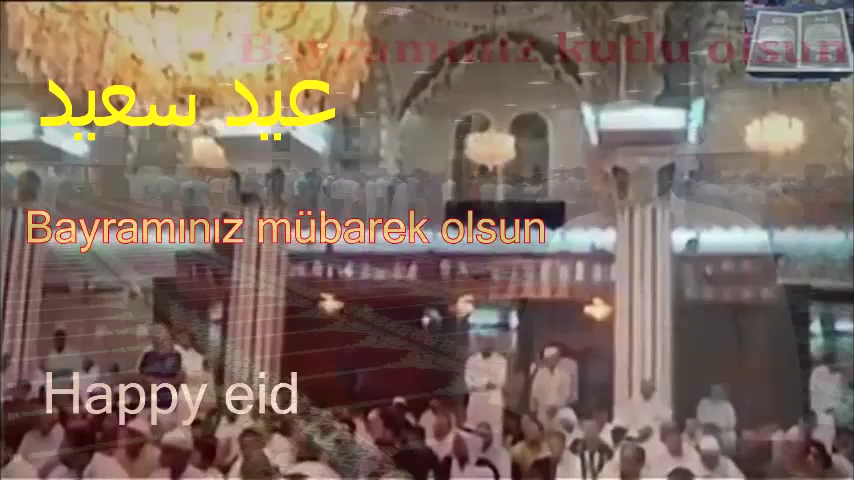 Bayramınız kutlu olsun
عيد سعيد
Bayramınız mübarek olsun
Happy eid